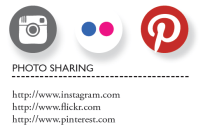 PHOTO SHARING
http://www.instagram.com
http://www.flickr.com
http://www.pinterest.com